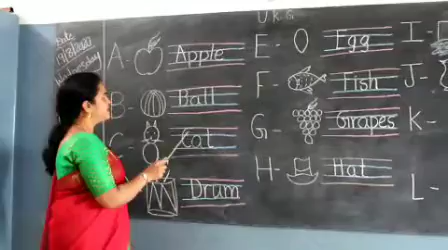 U.K.G
A - Apple
B - Ball
C - Cat
Drum
E - Egg
F - Fish
G - Grapes
H - Hat
I -
J -
K -
L -